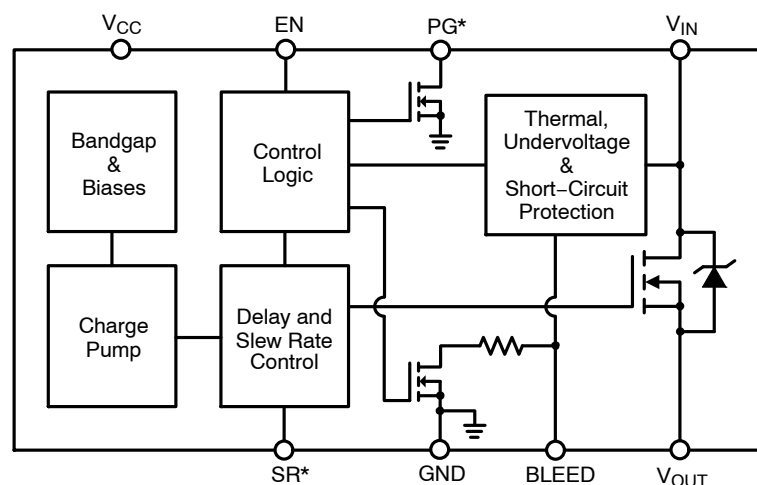 VCC
EN
PG*
VIN
Bandgap
&
Biases
Control
Logic
Thermal,
Undervoltage
&
Short−Circuit
Protection
Charge
Pump
Delay and
Slew Rate
Control
SR*
GND
BLEED
VOUT